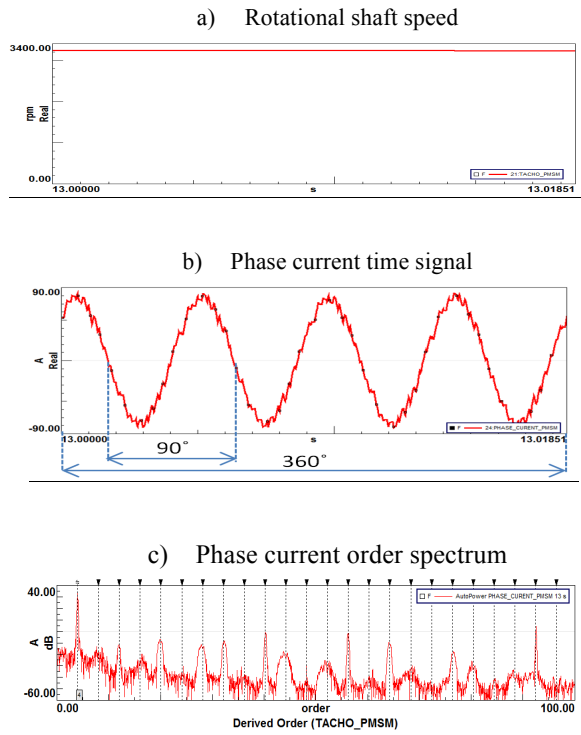 a) Rotational shaft speed
3400.00
rpm
Real
0.00
F 21:TACHO_PMSM
13.00000
s
13.01851
b) Phase current time signal
90.00
A
Real
-90.00
F 24:PHASE_CURENT_PMSM
13.00000
s
13.01851
90°
360°
c) Phase current order spectrum
40.00
A
dB
-60.00
F AutoPower PHASE_CURENT_PMSM 13 s
0.00
order
100.00
Derived Order (TACHO_PMSM)